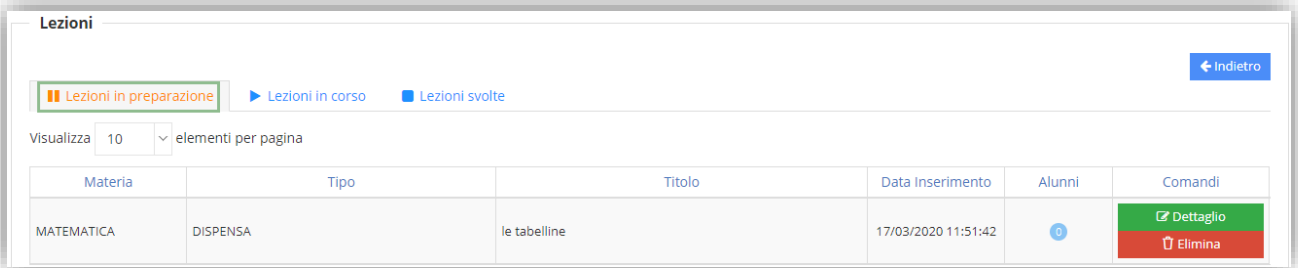 Lezioni
Indietro
Lezioni in preparazione Lezioni in corso Lezioni svolte
Visualizza 10 elementi per pagina
Materia Tipo Titolo Data Inserimento Alunni Comandi
MATEMATICA DISPENSA le tabelline 17/03/2020 11:51:42 0 Dettaglio
Elimina